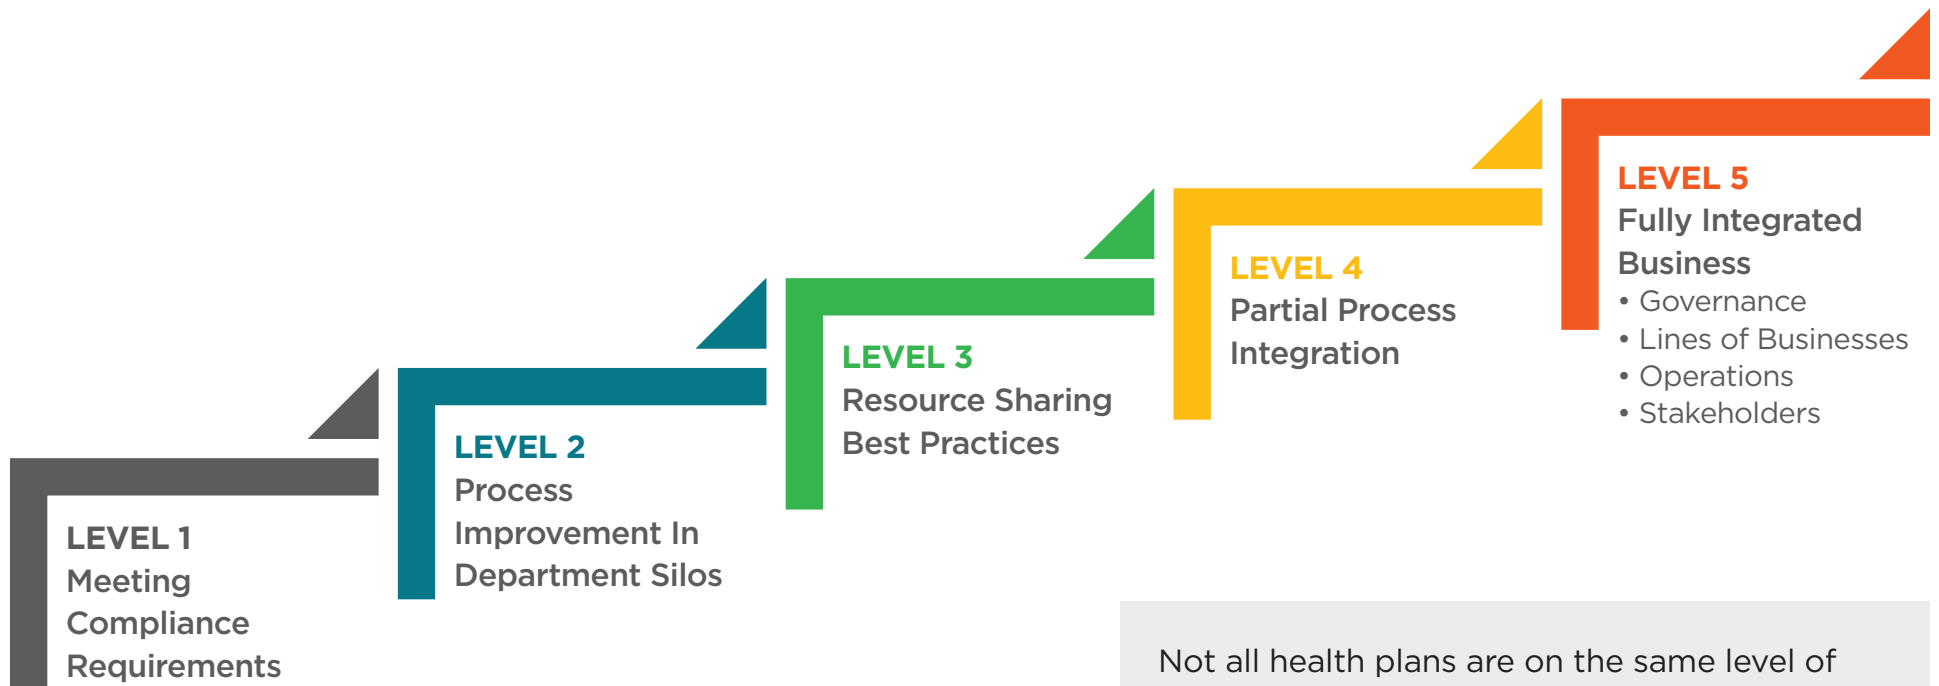 LEVEL 1
Meeting
Compliance
Requirements
LEVEL 2
Process
Improvement In
Department Silos
LEVEL 3
Resource Sharing
Best Practices
LEVEL 4
Partial Process
Integration
LEVEL 5
Fully Integrated
Business
• Governance
• Lines of Businesses
• Operations
• Stakeholders
Not all health plans are on the same level of